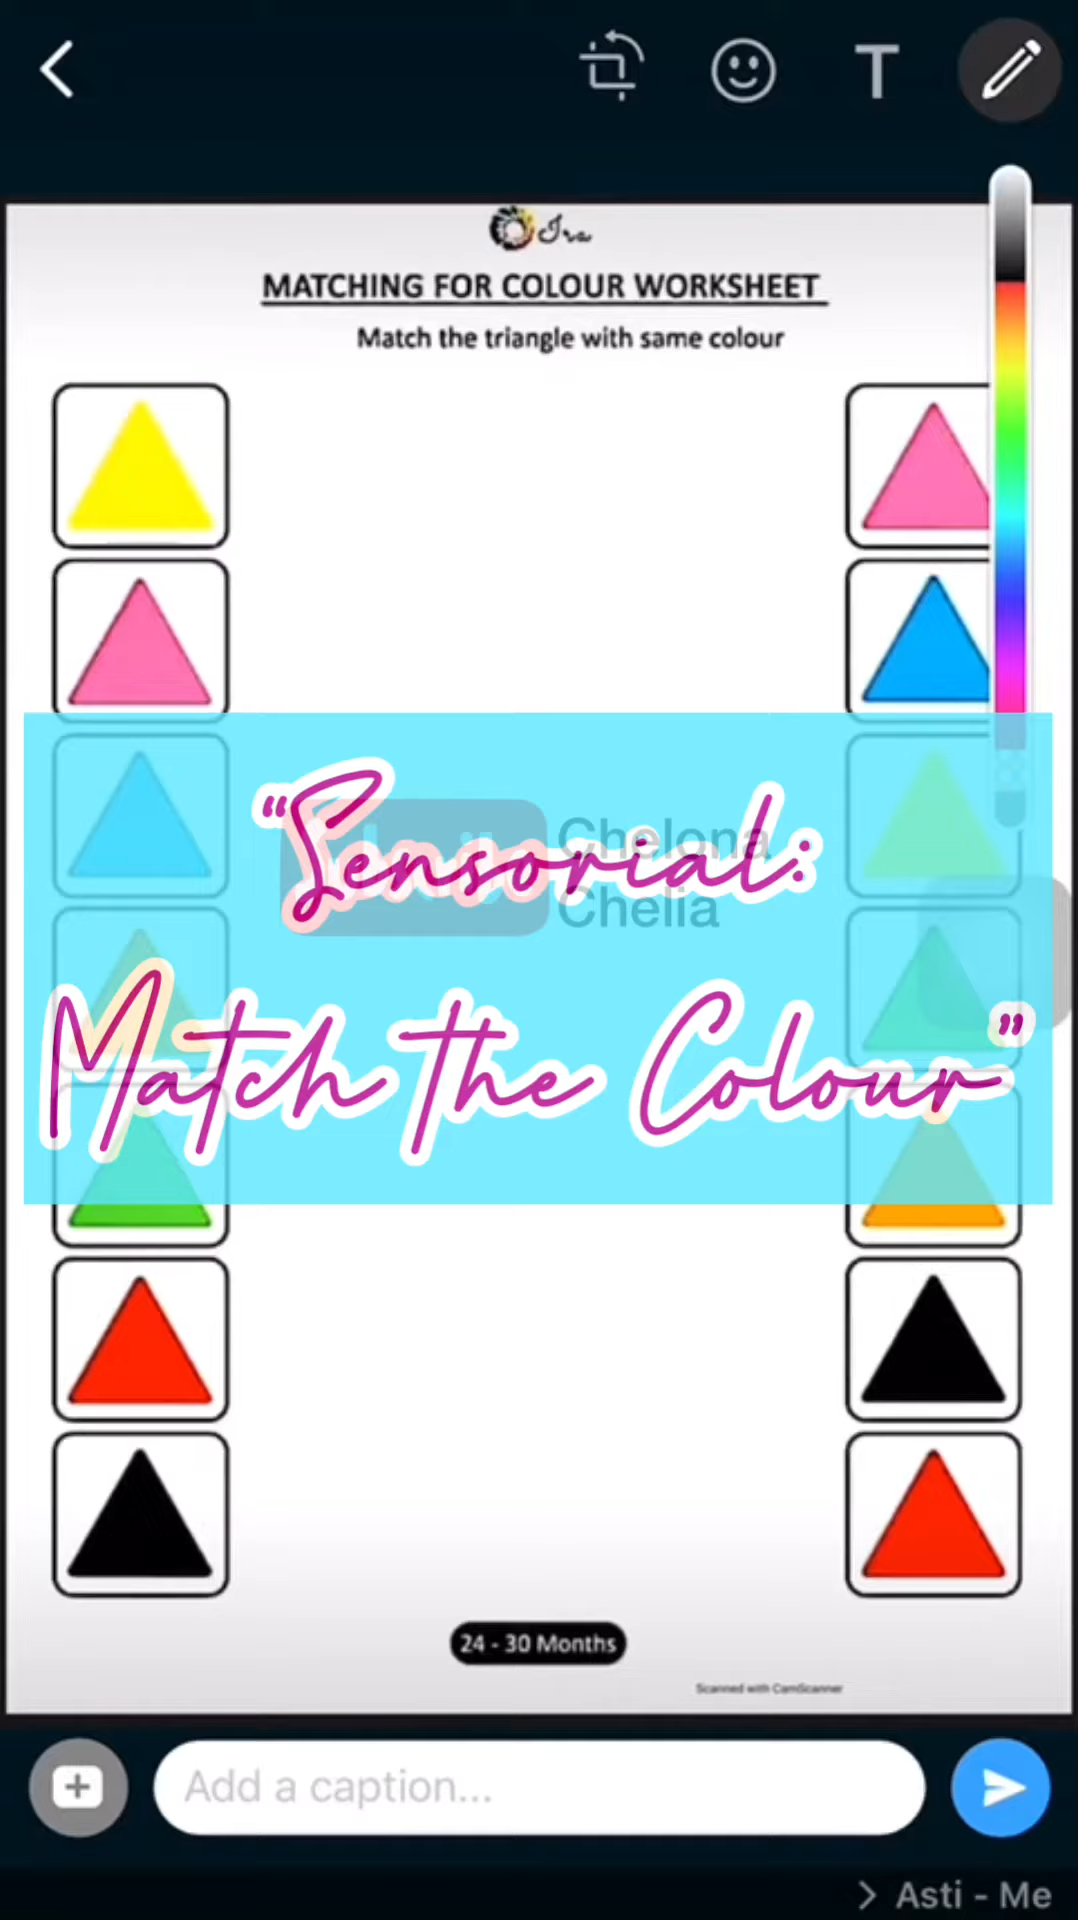 T
Ira
MATCHING FOR COLOUR WORKSHEET
Match the triangle with same colour
Chelona
Chelia
"Sensorial:
Match the Colour"
24 - 30 Months
Scanned with CamScanner
Add a caption...
> Asti - Me